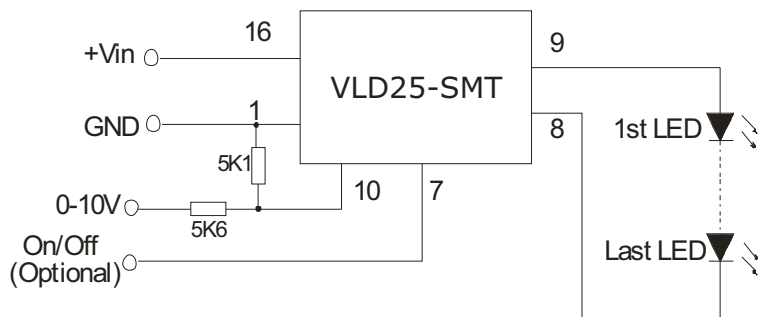 16
+Vin
VLD25-SMT
9
1
GND
8
1st LED
5K1
10
7
0-10V
5K6
On/Off
(Optional)
Last LED